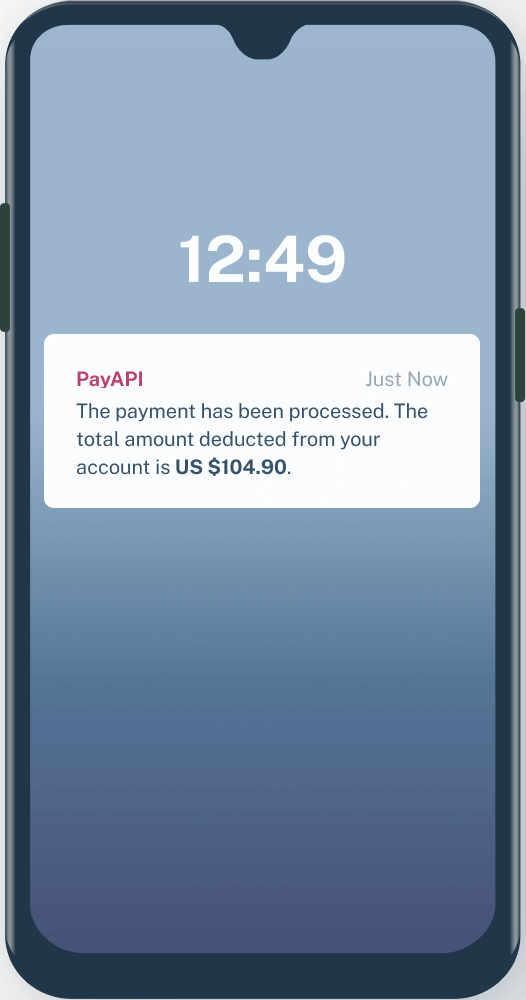 12:49
PayAPI Just Now
The payment has been processed. The
total amount deducted from your
account is US $104.90.